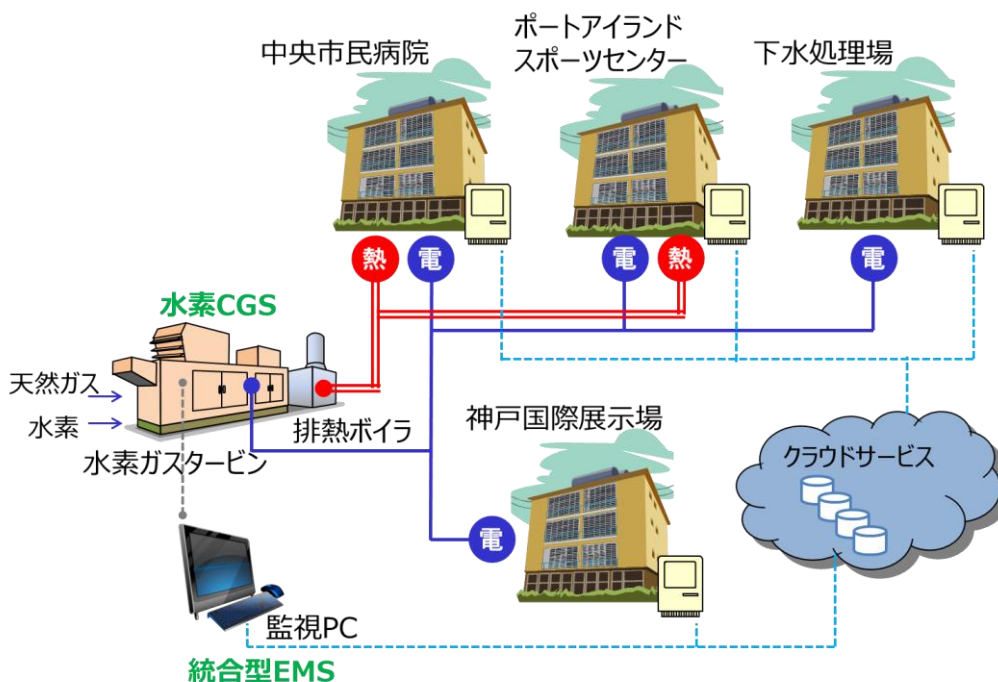 中央市民病院
ポートアイランド
スポーツセンター
下水処理場
熱
電
電
熱
電
水素CGS
天然ガス
水素
排熱ボイラ
水素ガスタービン
神戸国際展示場
クラウドサービス
電
監視PC
統合型EMS